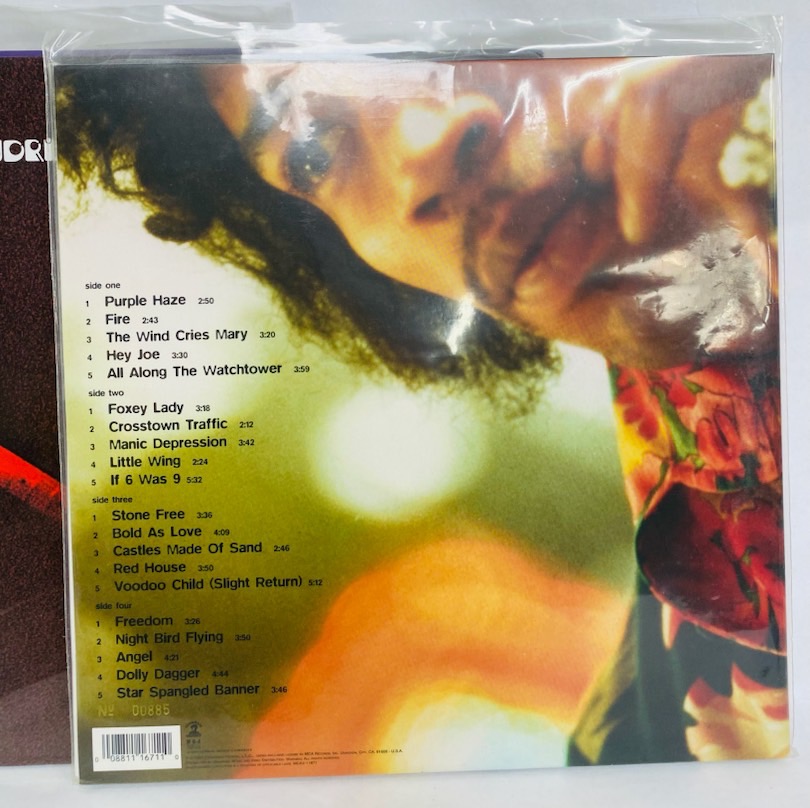 side one
1 Purple Haze 2:50
2 Fire 2:43
3 The Wind Cries Mary 3:20
4 Hey Joe 3:30
5 All Along The Watchtower 3:59
side two
1 Foxey Lady 3:18
2 Crosstown Traffic 2:12
3 Manic Depression 3:42
4 Little Wing 2:24
5 If 6 Was 9 5:32
side three
1 Stone Free 3:36
2 Bold As Love 4:09
3 Castles Made Of Sand 2:46
4 Red House 3:50
5 Voodoo Child (Slight Return) 5:12
side four
1 Freedom 3:26
2 Night Bird Flying 3:50
3 Angel 4:21
4 Dolly Dagger 4:44
5 Star Spangled Banner 3:46
Nº 00885
0 08811 16711 0